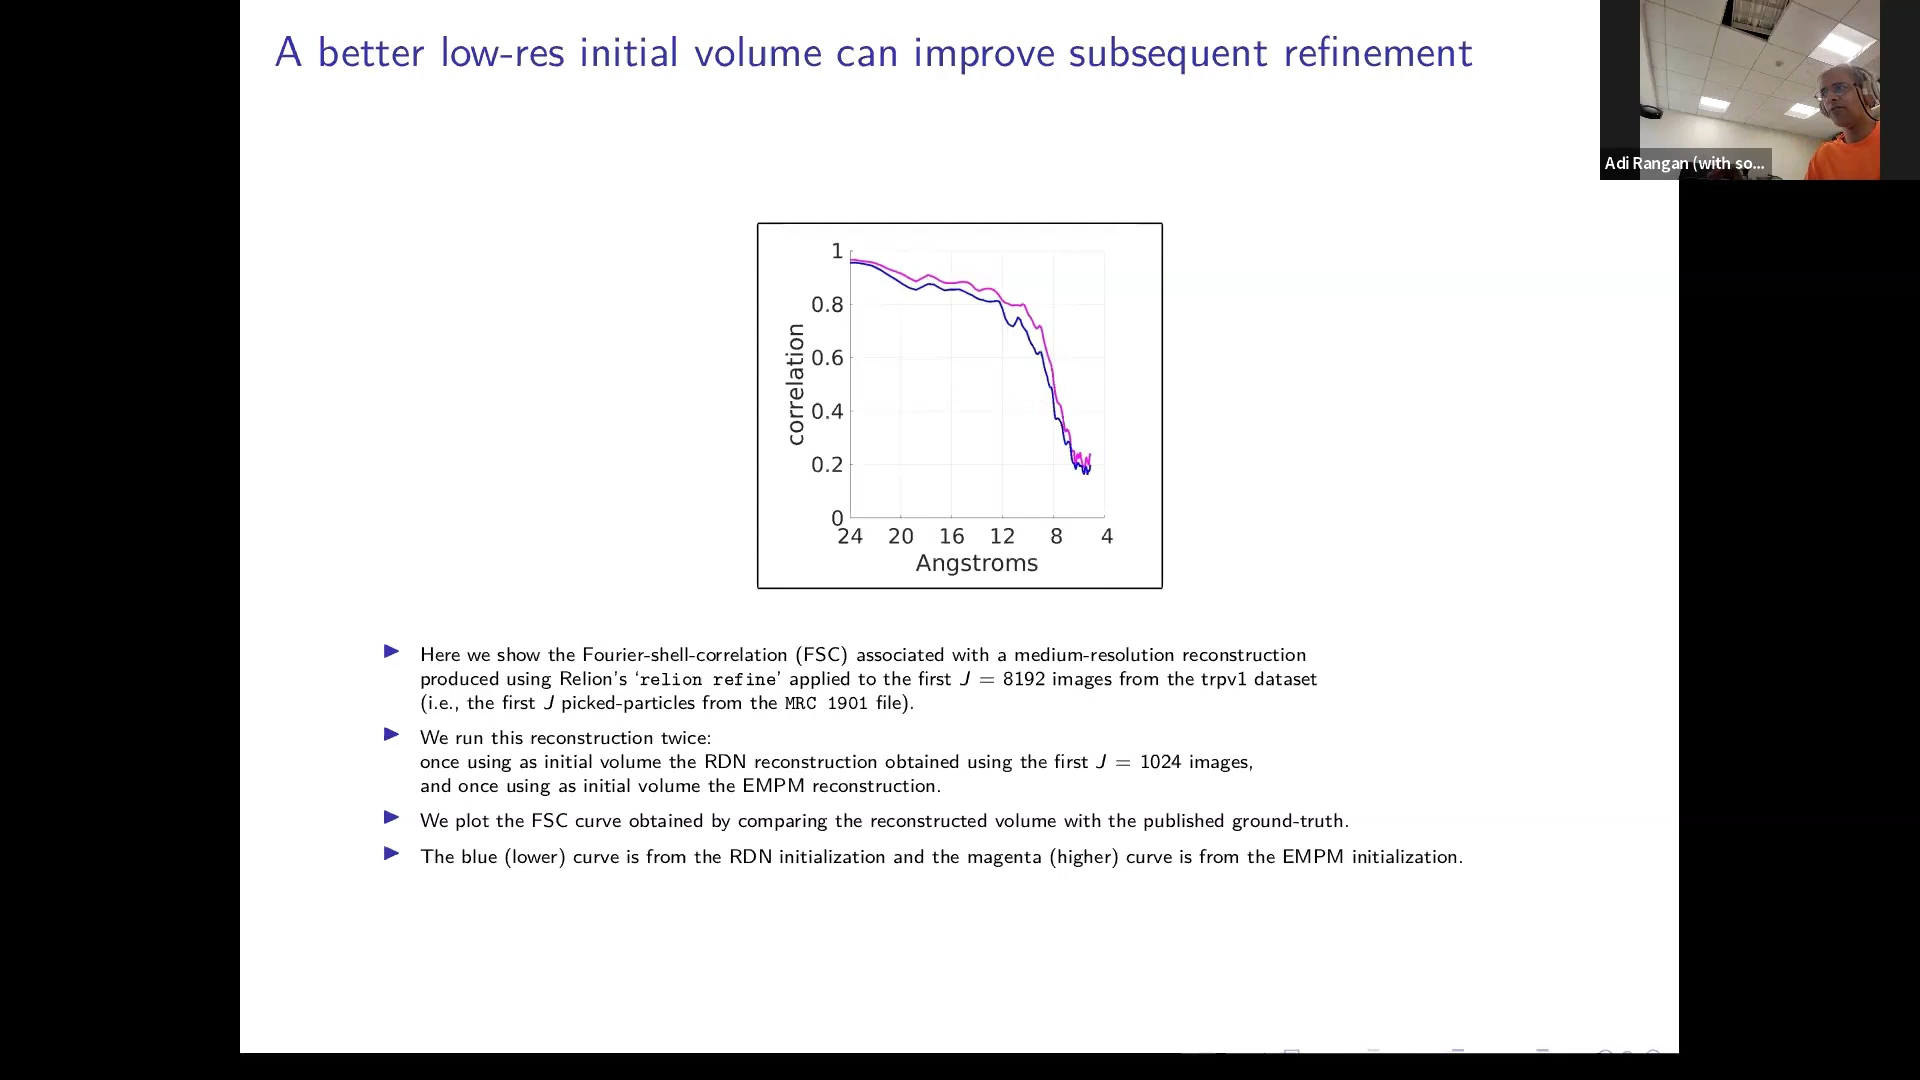 A better low-res initial volume can improve subsequent refinement
Adi Rangan (with so...
1
0.8
0.6
0.4
0.2
0
correlation
24 20 16 12 8 4
Angstroms
Here we show the Fourier-shell-correlation (FSC) associated with a medium-resolution reconstruction
produced using Relion's ‘relion refine’ applied to the first J = 8192 images from the trpv1 dataset
(i.e., the first J picked-particles from the MRC 1901 file).
We run this reconstruction twice:
once using as initial volume the RDN reconstruction obtained using the first J = 1024 images,
and once using as initial volume the EMPM reconstruction.
We plot the FSC curve obtained by comparing the reconstructed volume with the published ground-truth.
The blue (lower) curve is from the RDN initialization and the magenta (higher) curve is from the EMPM initialization.